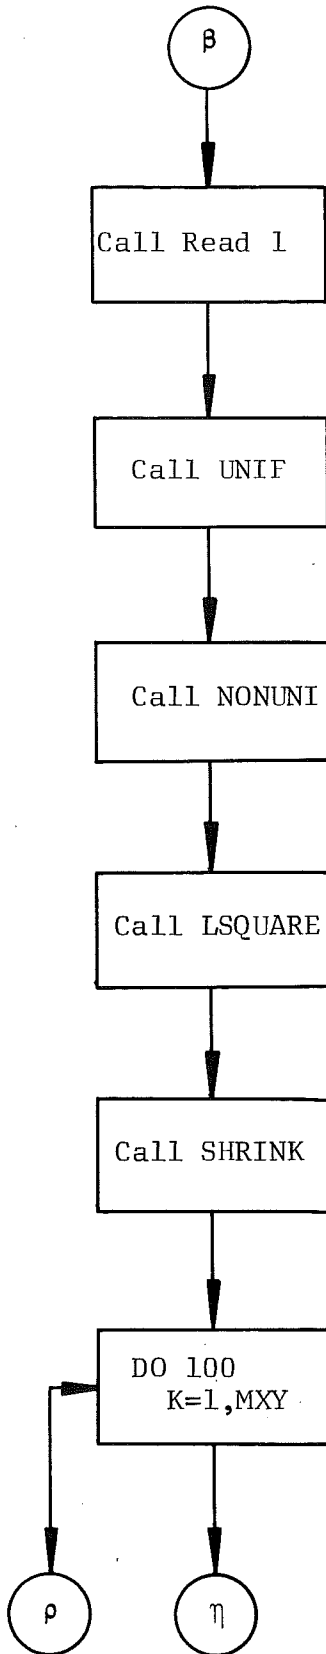 β
Call Read 1
Call UNIF
Call NONUNI
Call LSQUARE
Call SHRINK
DO 100
K=1,MXY
ρ
η